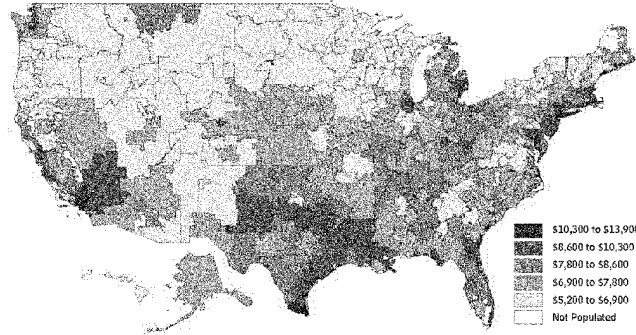 $10,300 to $13,90
$8,600 to $10,300
$7,800 to $8,600
$6,900 to $7,800
$5,200 to $6,900
Not Populated